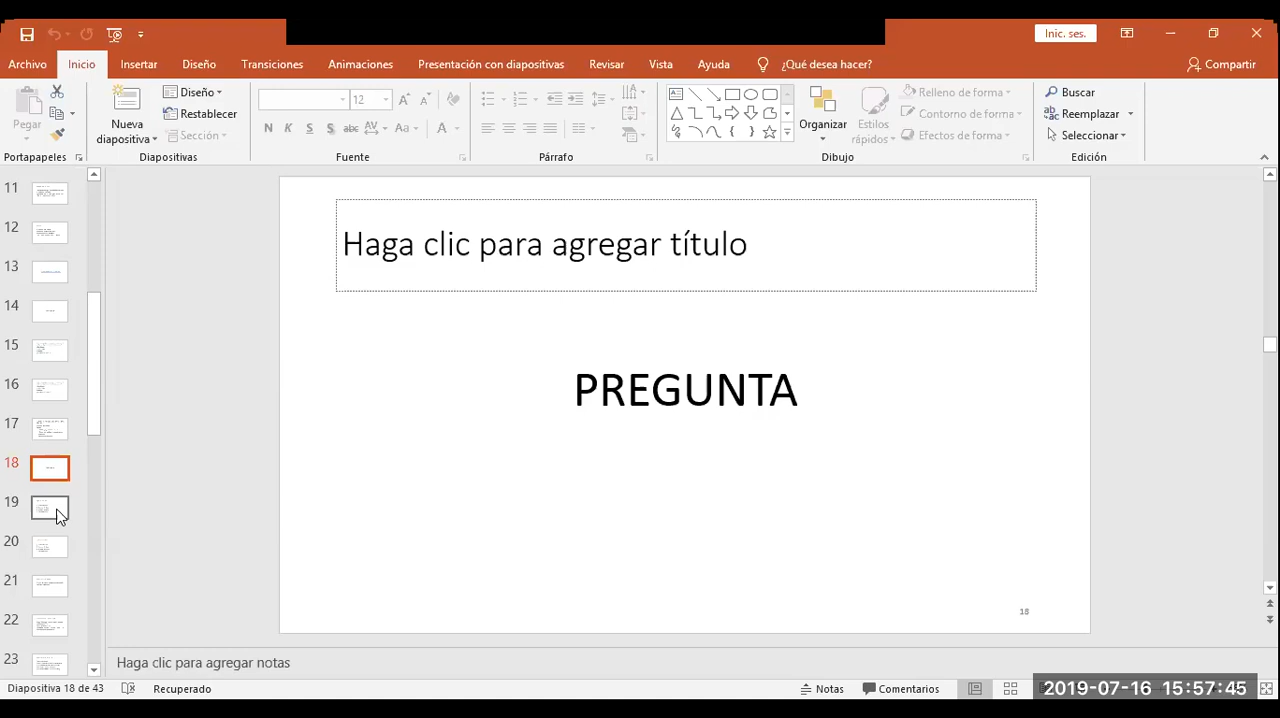 Inic. ses.
Archivo Inicio Insertar Diseño Transiciones Animaciones Presentación con diapositivas Revisar Vista Ayuda ¿Qué desea hacer? Compartir
Pegar
Portapapeles
Nueva diapositiva
Diseño
Restablecer
Sección
Diapositivas
12
N K S S abc AV Aa A
Fuente
Párrafo
Organizar
Estilos rápidos
Relleno de forma
Contorno de forma
Efectos de forma
Dibujo
Buscar
Reemplazar
Seleccionar
Edición
11
12
13
14
15
16
17
18
19
20
21
22
23
Haga clic para agregar título
PREGUNTA
18
Haga clic para agregar notas
Diapositiva 18 de 43 Recuperado Notas Comentarios 2019-07-16 15:57:45